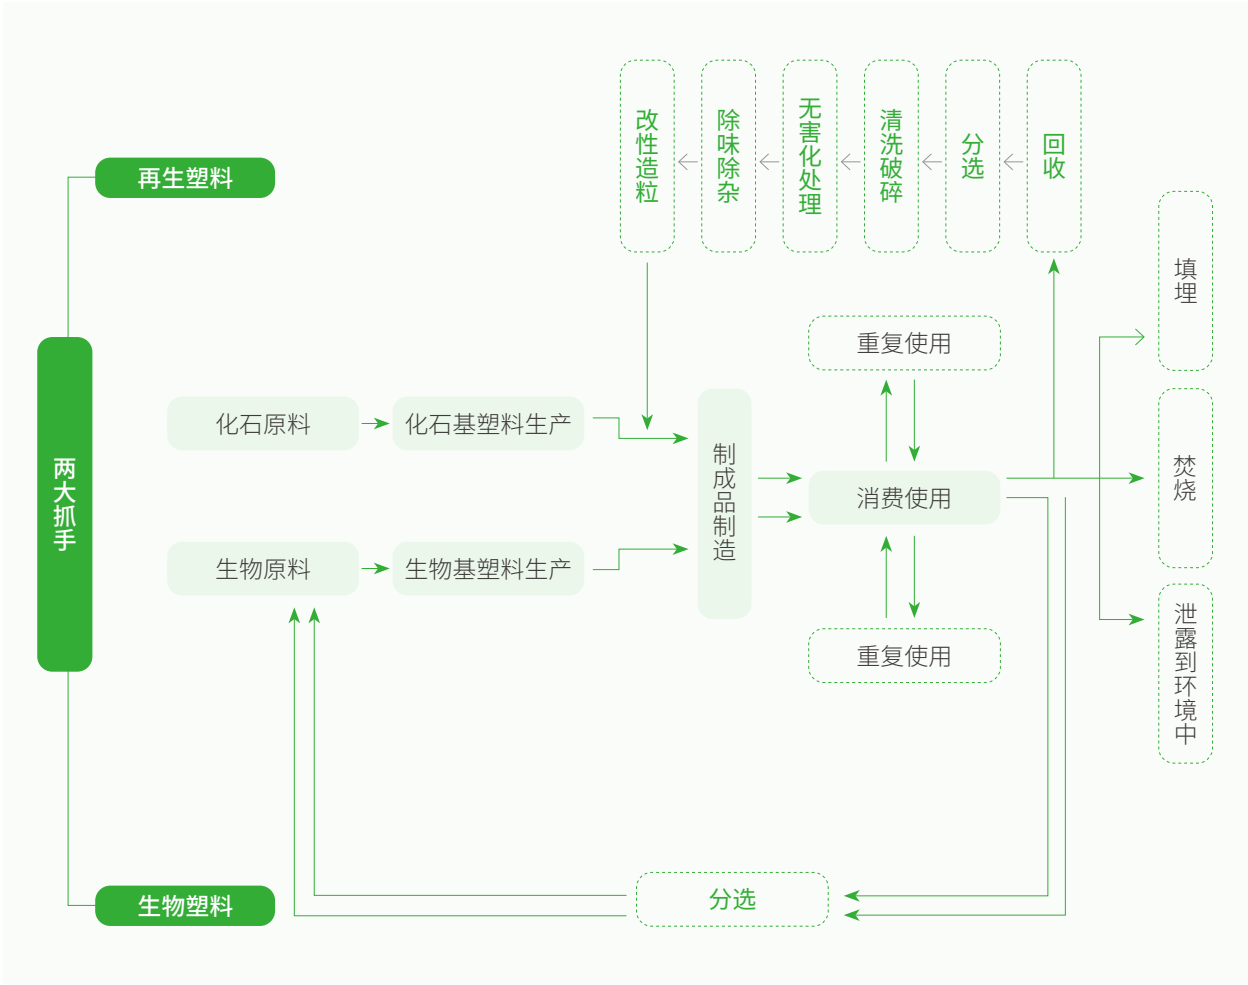 再生塑料
改性造粒
除味除杂
无害化处理
清洗破碎
分选
回收
填埋
重复使用
化石原料
化石基塑料生产
制成品制造
消费使用
焚烧
两大抓手
生物原料
生物基塑料生产
重复使用
泄露到环境中
生物塑料
分选